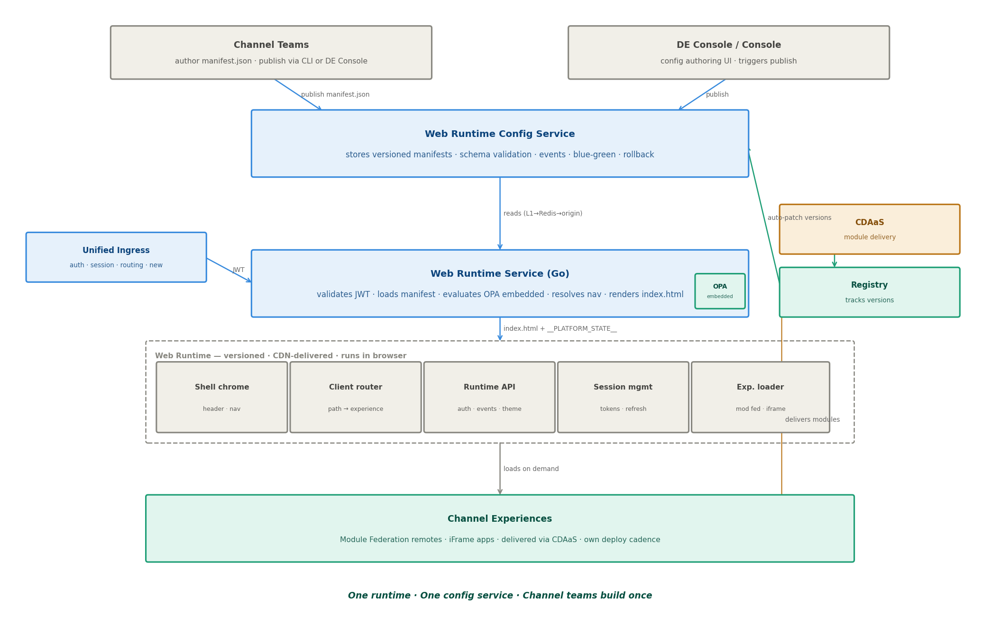 Channel Teams
author manifest.json · publish via CLI or DE Console
DE Console / Console
config authoring UI · triggers publish
publish manifest.json
publish
Web Runtime Config Service
stores versioned manifests · schema validation · events · blue-green · rollback
reads (L1→Redis→origin)
auto-patch versions
CDAaS
module delivery
Unified Ingress
auth · session · routing · new
JWT
Web Runtime Service (Go)
validates JWT · loads manifest · evaluates OPA embedded · resolves nav · renders index.html
OPA
embedded
Registry
tracks versions
index.html + __PLATFORM_STATE__
Web Runtime — versioned · CDN-delivered · runs in browser
Shell chrome
header · nav
Client router
path → experience
Runtime API
auth · events · theme
Session mgmt
tokens · refresh
Exp. loader
mod fed · iframe
delivers modules
loads on demand
Channel Experiences
Module Federation remotes · iFrame apps · delivered via CDAaS · own deploy cadence
One runtime · One config service · Channel teams build once